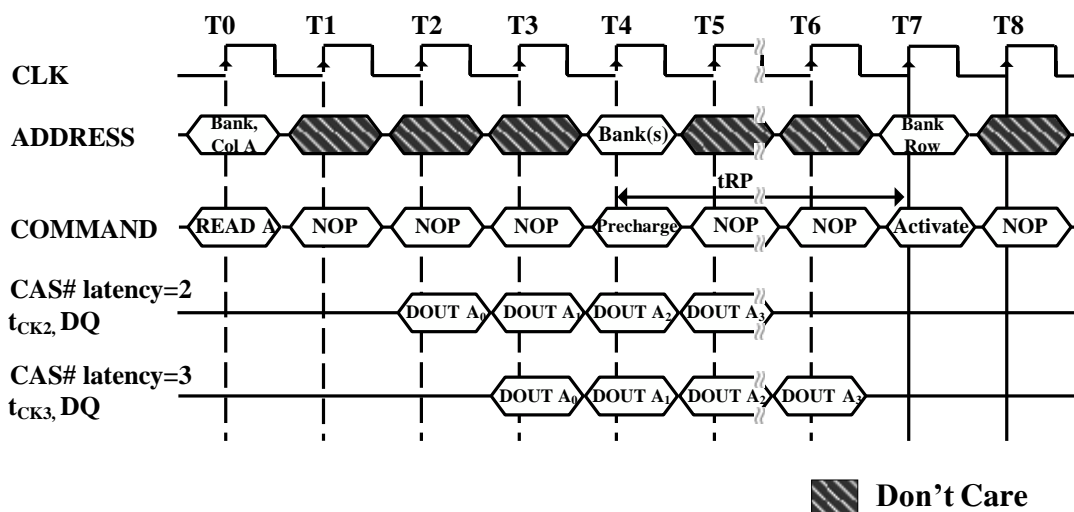 T0 T1 T2 T3 T4 T5 T6 T7 T8
CLK
ADDRESS Bank, Col A Bank(s) Bank Row
tRP
COMMAND READ A NOP NOP NOP Precharge NOP NOP Activate NOP
CAS# latency=2
tCK2, DQ DOUT A0 DOUT A1 DOUT A2 DOUT A3
CAS# latency=3
tCK3, DQ DOUT A0 DOUT A1 DOUT A2 DOUT A3
Don't Care